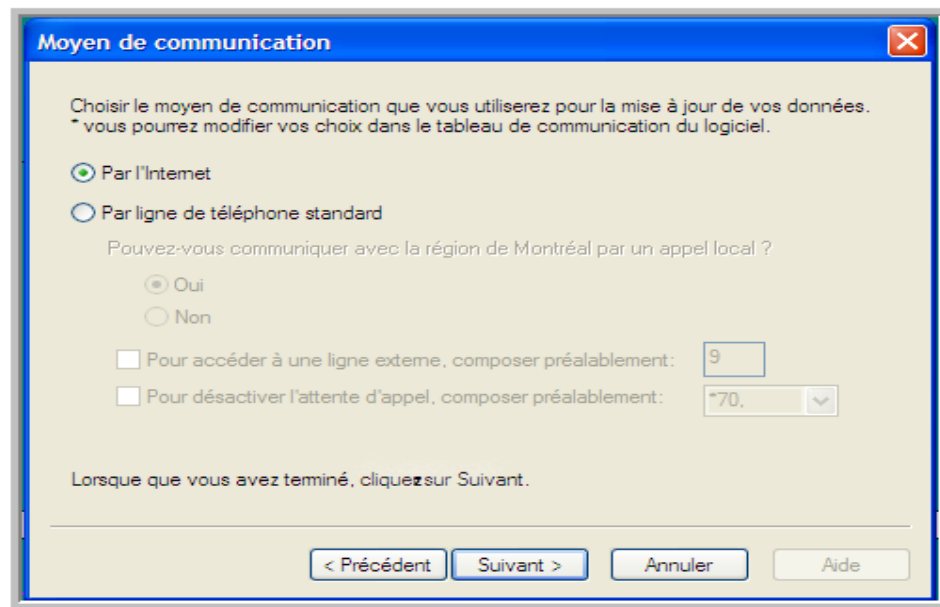 Moyen de communication
Choisir le moyen de communication que vous utiliserez pour la mise à jour de vos données.
* vous pourrez modifier vos choix dans le tableau de communication du logiciel.
Par l'Internet
Par ligne de téléphone standard
Pouvez-vous communiquer avec la région de Montréal par un appel local ?
Oui
Non
Pour accéder à une ligne externe, composer préalablement: 9
Pour désactiver l'attente d'appel, composer préalablement: *70,
Lorsque que vous avez terminé, cliquez sur Suivant.
< Précédent Suivant > Annuler Aide